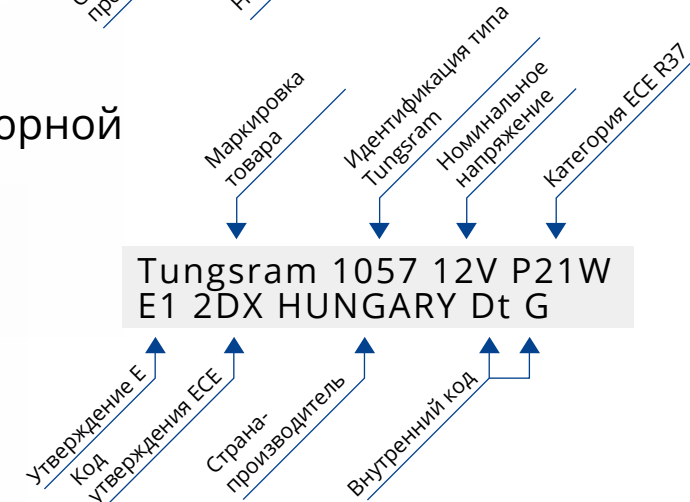 Маркировка
товара
Идентификация типа
Tungsram
Номинальное
напряжение
Категория ECE R37
Tungsram 1057 12V P21W
E1 2DX HUNGARY Dt G
Утверждение E
Код
утверждения ECE
Страна-
производитель
Внутренний код